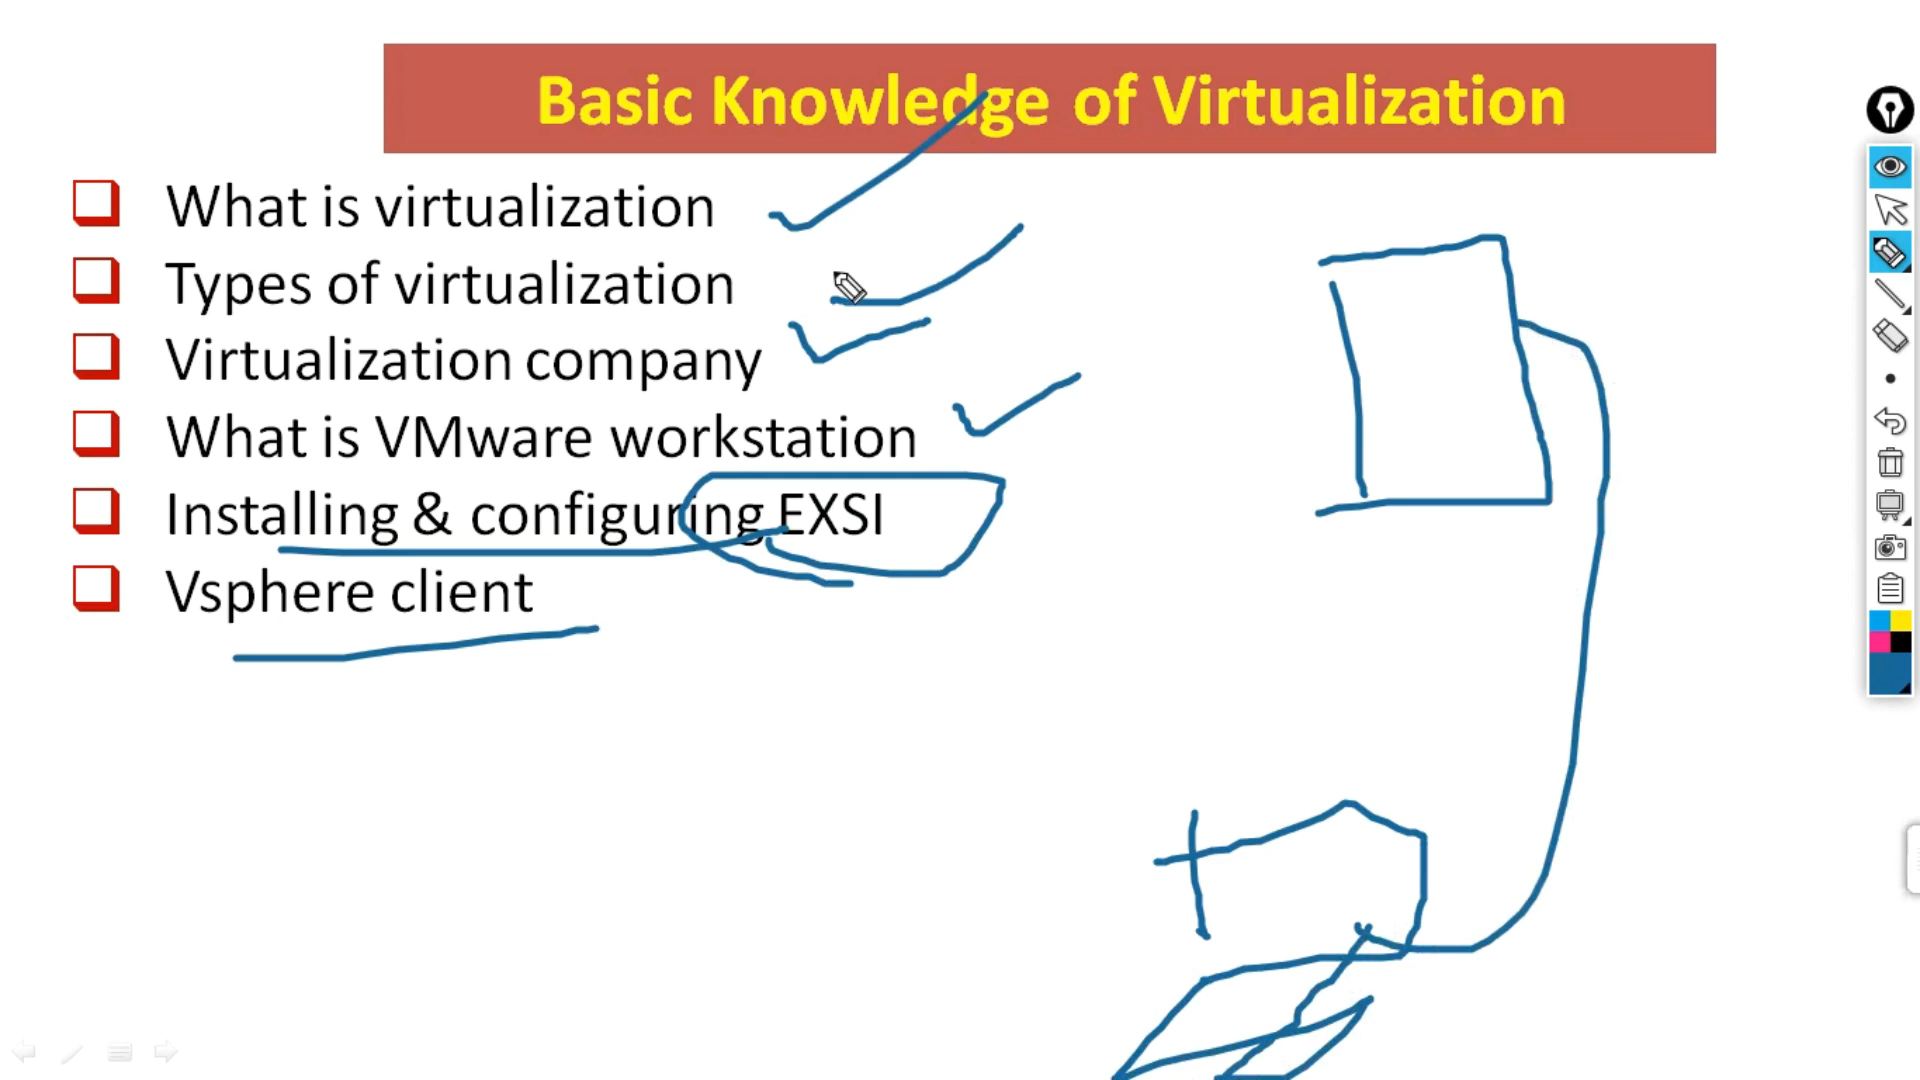 Basic Knowledge of Virtualization
What is virtualization
Types of virtualization
Virtualization company
What is VMware workstation
Installing & configuring EXSI
Vsphere client